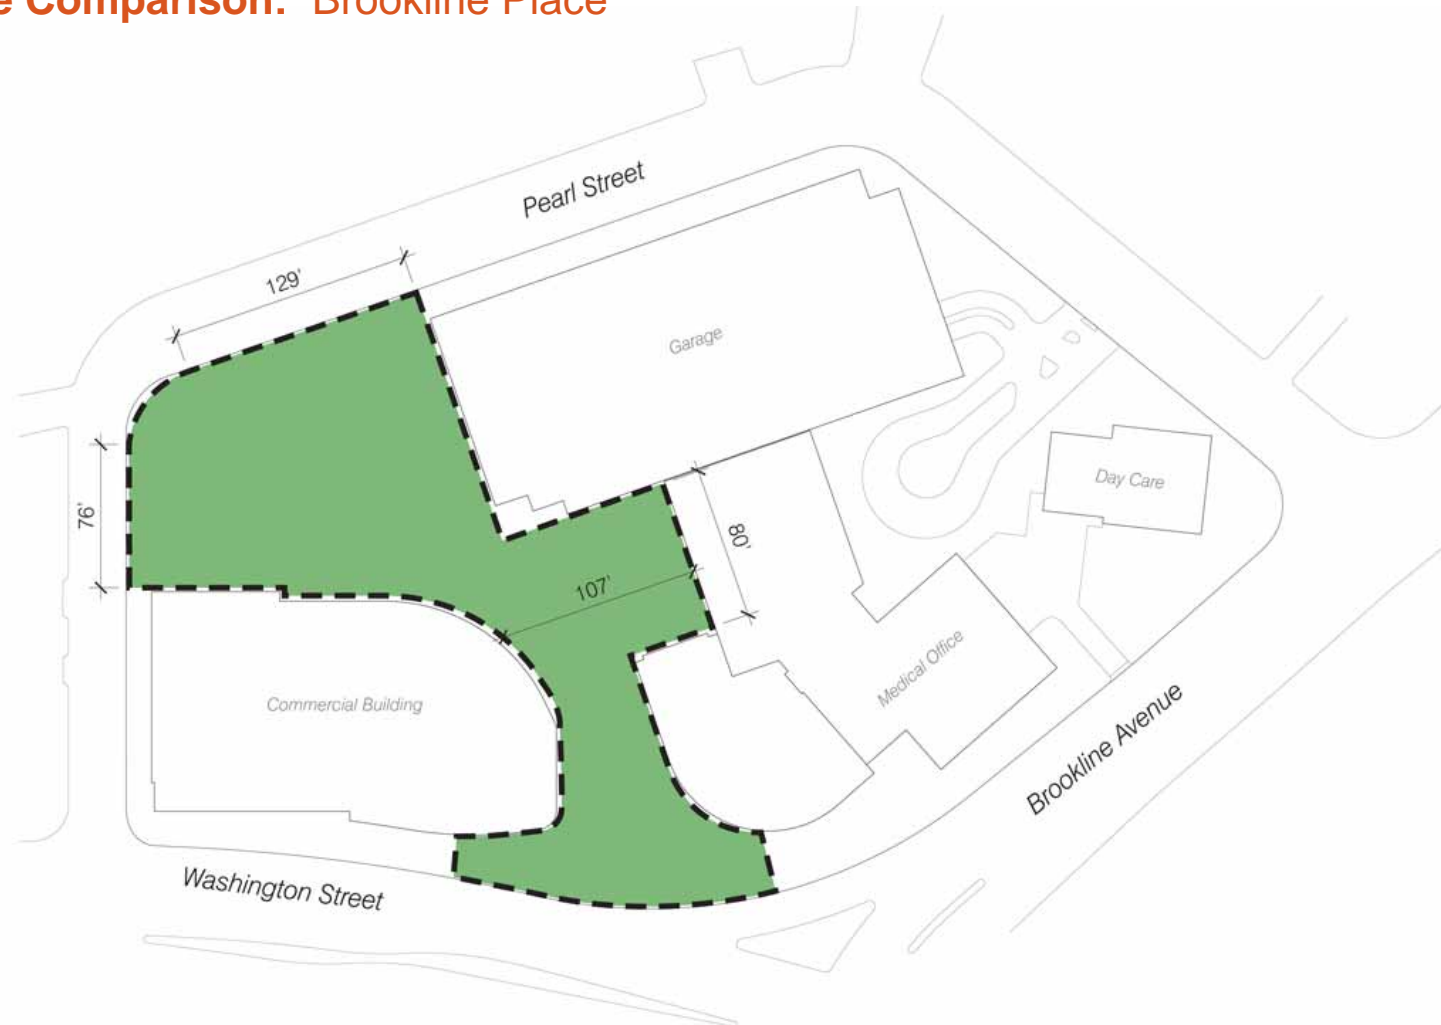 e Comparison: Brookline Place
Pearl Street
129'
Garage
76'
80'
Day Care
107'
Medical Office
Commercial Building
Brookline Avenue
Washington Street